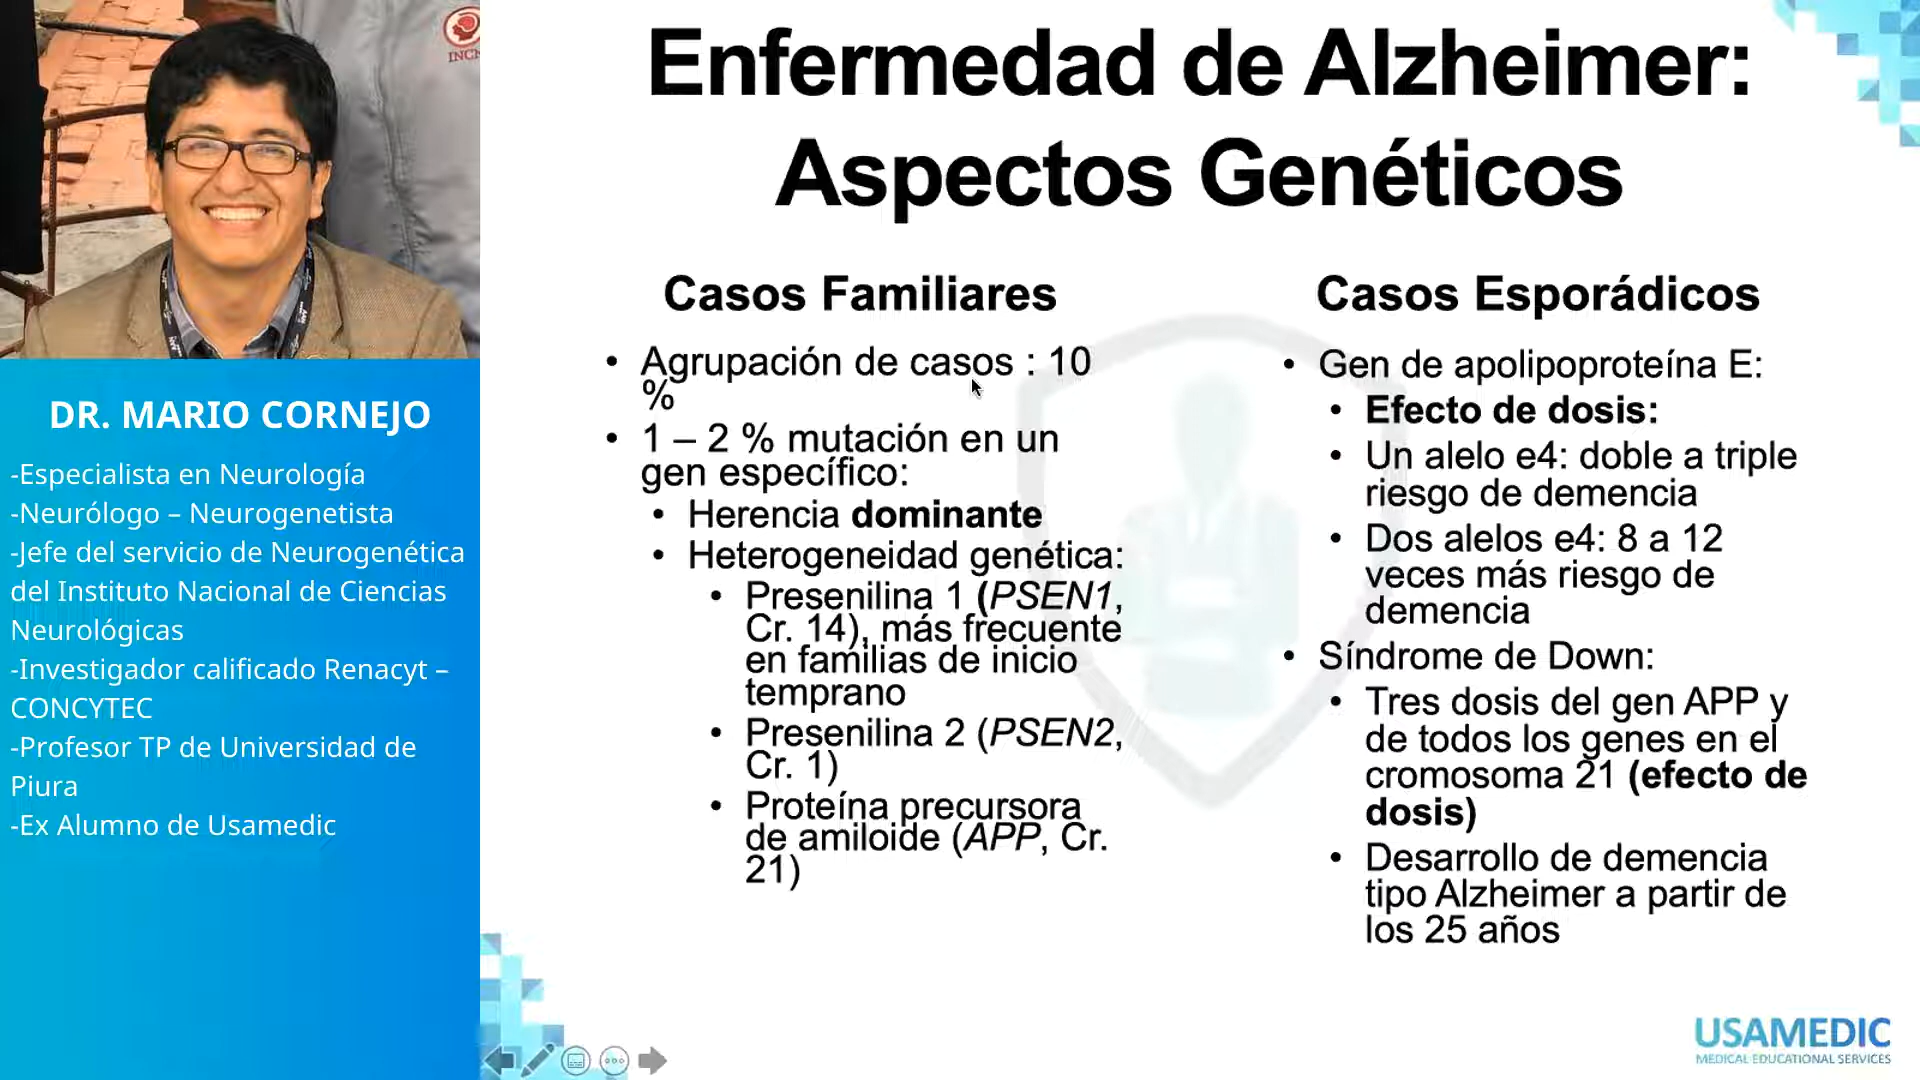 INCN
DR. MARIO CORNEJO
-Especialista en Neurología
-Neurólogo – Neurogenetista
-Jefe del servicio de Neurogenética
del Instituto Nacional de Ciencias
Neurológicas
-Investigador calificado Renacyt –
CONCYTEC
-Profesor TP de Universidad de
Piura
-Ex Alumno de Usamedic
Enfermedad de Alzheimer:
Aspectos Genéticos
Casos Familiares
• Agrupación de casos : 10
%
• 1 – 2 % mutación en un
gen específico:
• Herencia dominante
• Heterogeneidad genética:
• Presenilina 1 (PSEN1,
Cr. 14), más frecuente
en familias de inicio
temprano
• Presenilina 2 (PSEN2,
Cr. 1)
• Proteína precursora
de amiloide (APP, Cr.
21)
Casos Esporádicos
• Gen de apolipoproteína E:
• Efecto de dosis:
• Un alelo e4: doble a triple
riesgo de demencia
• Dos alelos e4: 8 a 12
veces más riesgo de
demencia
• Síndrome de Down:
• Tres dosis del gen APP y
de todos los genes en el
cromosoma 21 (efecto de
dosis)
• Desarrollo de demencia
tipo Alzheimer a partir de
los 25 años
USAMEDIC
MEDICAL EDUCATIONAL SERVICES